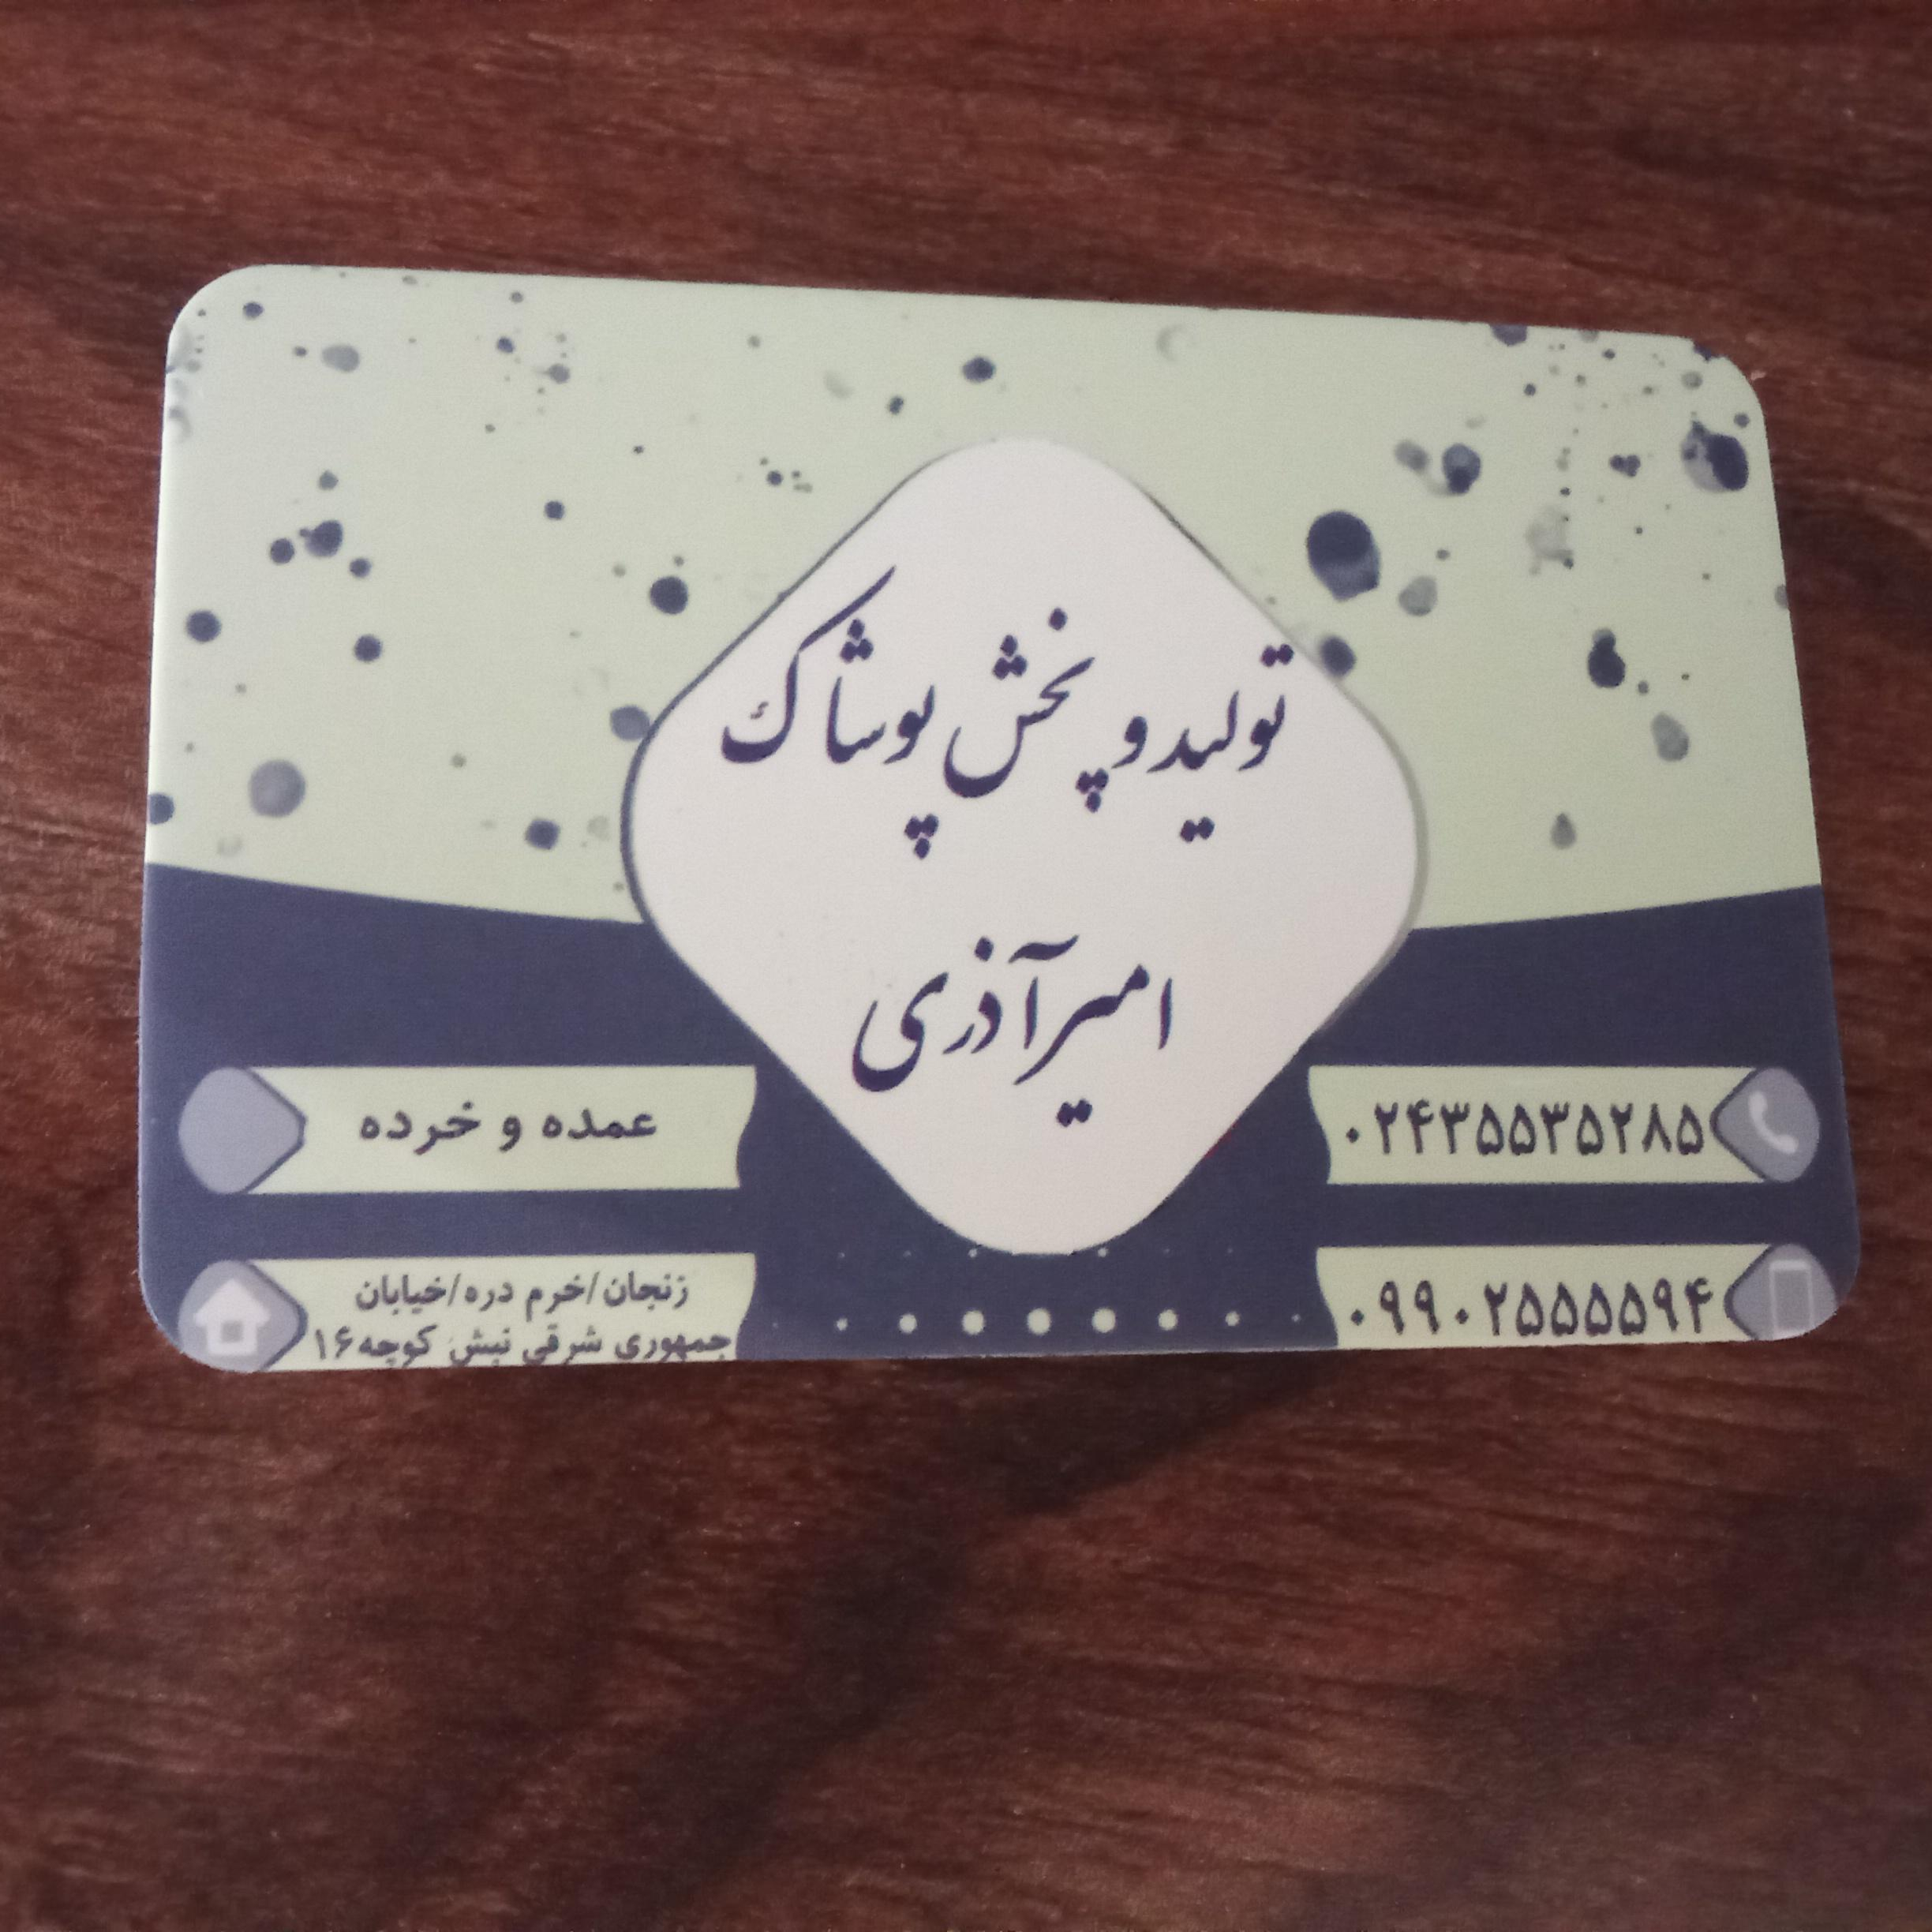 تولید و پخش پوشاک
امیر آذری
۰۲۴۳۵۵۳۵۲۸۵
عمده و خرده
۰۹۹۰۲۵۵۵۵۹۴
زنجان/خرم دره/خیابان
جمهوری شرقی نبش کوچه۱۶